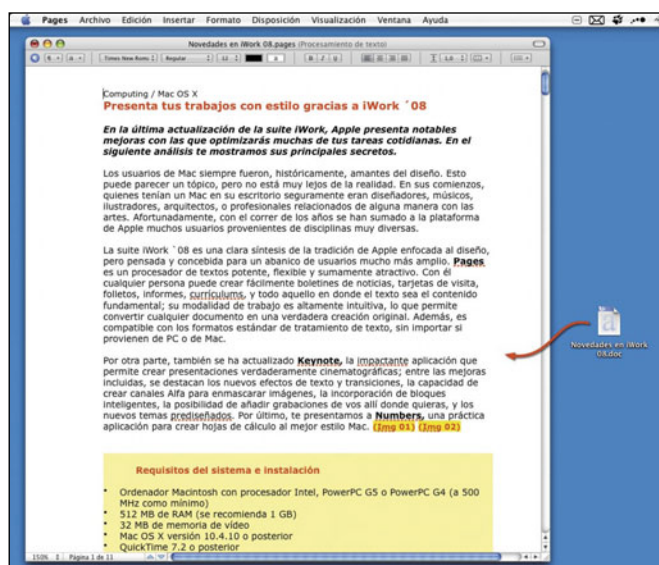 Pages Archivo Edición Insertar Formato Disposición Visualización Ventana Ayuda
Novedades en iWork 08.pages (Procesamiento de texto)
Times New Roma Regular 12 a B I U 1,0
Computing / Mac OS X
Presenta tus trabajos con estilo gracias a iWork ´08
En la última actualización de la suite iWork, Apple presenta notables
mejoras con las que optimizarás muchas de tus tareas cotidianas. En el
siguiente análisis te mostramos sus principales secretos.
Los usuarios de Mac siempre fueron, históricamente, amantes del diseño. Esto
puede parecer un tópico, pero no está muy lejos de la realidad. En sus comienzos,
quienes tenían un Mac en su escritorio seguramente eran diseñadores, músicos,
ilustradores, arquitectos, o profesionales relacionados de alguna manera con las
artes. Afortunadamente, con el correr de los años se han sumado a la plataforma
de Apple muchos usuarios provenientes de disciplinas muy diversas.
La suite iWork ´08 es una clara síntesis de la tradición de Apple enfocada al diseño,
pero pensada y concebida para un abanico de usuarios mucho más amplio. Pages
es un procesador de textos potente, flexible y sumamente atractivo. Con él
cualquier persona puede crear fácilmente boletines de noticias, tarjetas de visita,
folletos, informes, currículums, y todo aquello en donde el texto sea el contenido
fundamental; su modalidad de trabajo es altamente intuitiva, lo que permite
convertir cualquier documento en una verdadera creación original. Además, es
compatible con los formatos estándar de tratamiento de texto, sin importar si
provienen de PC o de Mac.
Por otra parte, también se ha actualizado Keynote, la impactante aplicación que
permite crear presentaciones verdaderamente cinematográficas; entre las mejoras
incluidas, se destacan los nuevos efectos de texto y transiciones, la capacidad de
crear canales Alfa para enmascarar imágenes, la incorporación de bloques
inteligentes, la posibilidad de añadir grabaciones de vos allí donde quieras, y los
nuevos temas prediseñados. Por último, te presentamos a Numbers, una práctica
aplicación para crear hojas de cálculo al mejor estilo Mac. (Img 01) (Img 02)
Requisitos del sistema e instalación
• Ordenador Macintosh con procesador Intel, PowerPC G5 o PowerPC G4 (a 500
MHz como mínimo)
• 512 MB de RAM (se recomienda 1 GB)
• 32 MB de memoria de vídeo
• Mac OS X versión 10.4.10 o posterior
• QuickTime 7.2 o posterior
150% Página 1 de 11
Novedades en iWork
08.doc